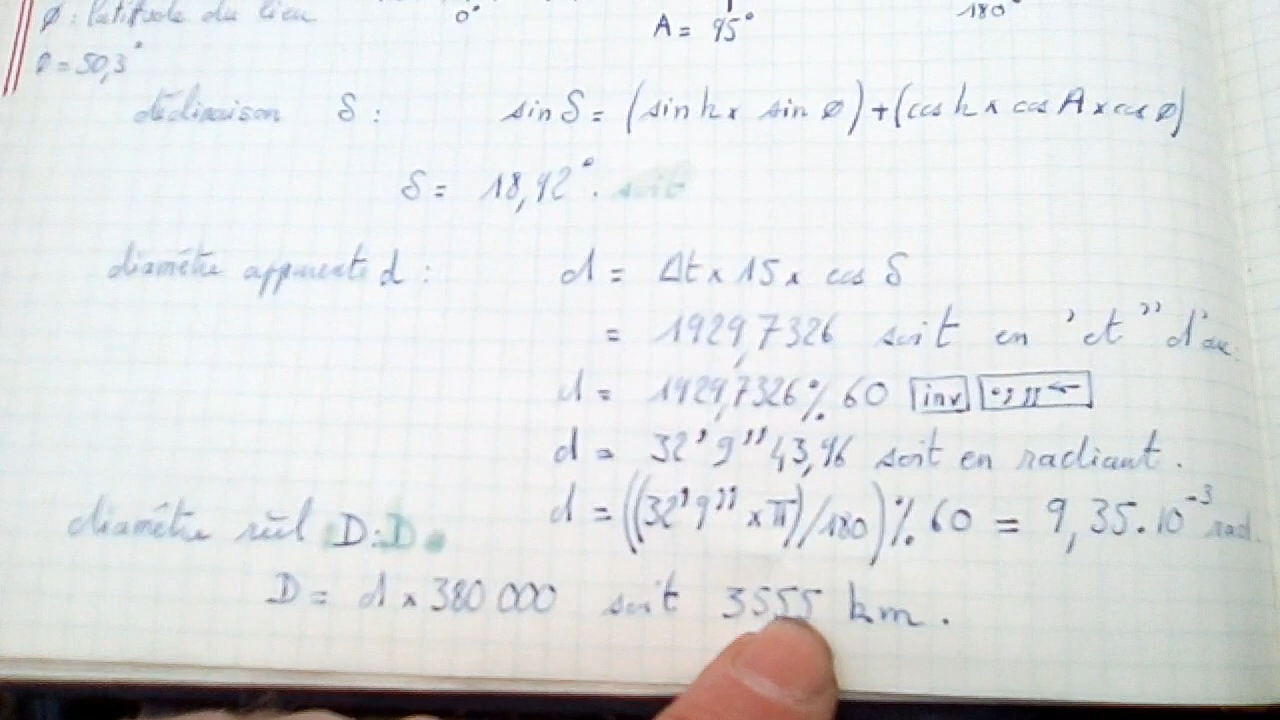 ø : latitude du lieu 0° 180°
A = 95°
ø = 50,3°
déclinaison δ : sin δ = (sin h x sin ø) + (cos h x cos A x cos ø)
δ = 18,92°. soit
diamètre apparent d : d = Δt x 15 x cos δ
= 1929,7326 soit en ' et '' d'arc.
d = 1929,7326 % 60 inv ° , ,, ←
d = 32' 9'' 43,96 soit en radiant.
d = ((32' 9'' x π) / 180) % 60 = 9,35.10⁻³ rad.
diamètre réel D : D
D = d x 380 000 soit 3555 km.